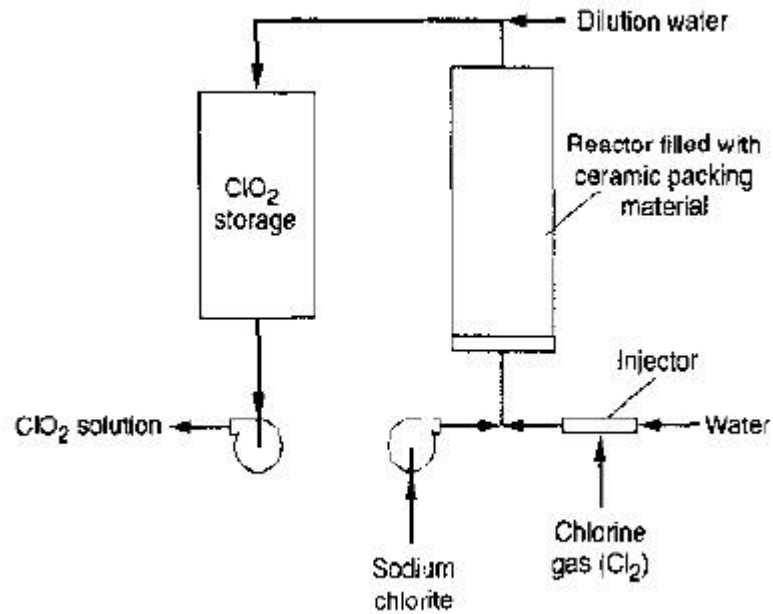 Dilution water
Reactor filled with
ceramic packing
material
ClO2
storage
Injector
ClO2 solution
Water
Chlorine
gas (Cl2)
Sodium
chlorite